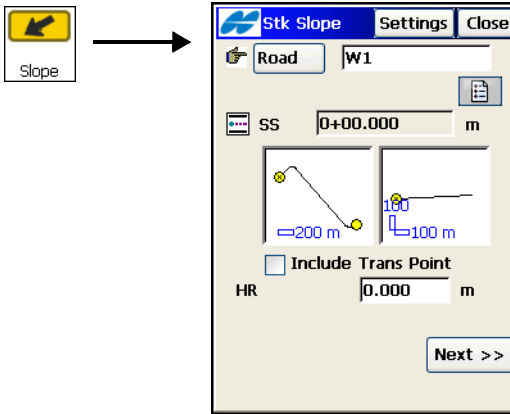 Slope
Stk Slope Settings Close
Road W1
SS 0+00.000 m
200 m
100
100 m
Include Trans Point
HR 0.000 m
Next >>